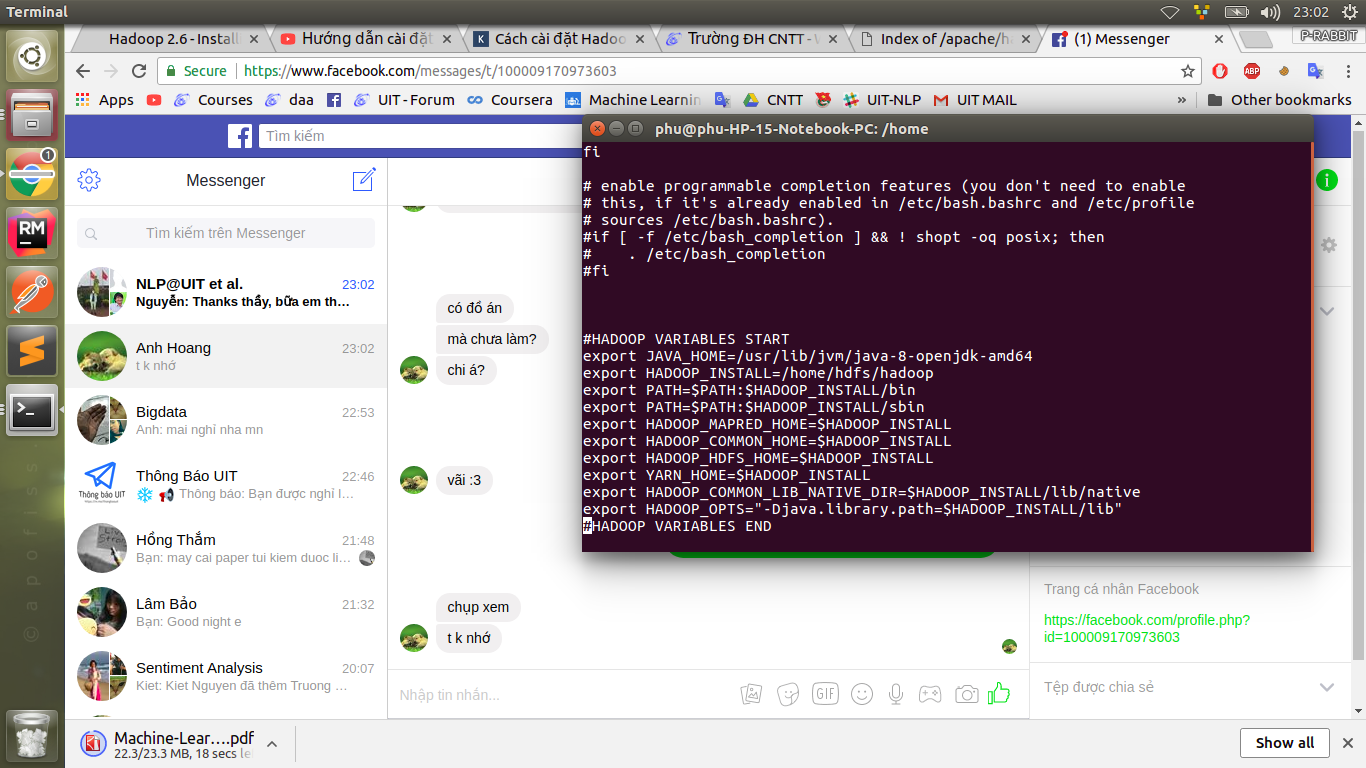 Terminal
23:02
Hadoop 2.6 - Instal
Hướng dẫn cài đặt
Cách cài đặt Hado
Trường ĐH CNTT -
Index of /apache/h
(1) Messenger
P-RABBIT
Secure
https://www.facebook.com/messages/t/100009170973603
Apps
Courses
daa
UIT - Forum
Coursera
Machine Learnin
CNTT
UIT-NLP
UIT MAIL
»
Other bookmarks
Tìm kiếm
Messenger
Tìm kiếm trên Messenger
NLP@UIT et al.
23:02
Nguyễn: Thanks thầy, bữa em th…
Anh Hoang
23:02
t k nhớ
Bigdata
22:53
Anh: mai nghỉ nha mn
Thông Báo UIT
22:46
Thông báo: Bạn được nghỉ l…
Hồng Thắm
21:48
Bạn: may cai paper tui kiem duoc li…
Lâm Bảo
21:32
Bạn: Good night e
Sentiment Analysis
20:07
Kiet: Kiet Nguyen đã thêm Truong …
có đồ án
mà chưa làm?
chi á?
vãi :3
chụp xem
t k nhớ
Nhập tin nhắn...
GIF
phu@phu-HP-15-Notebook-PC: /home
fi
# enable programmable completion features (you don't need to enable
# this, if it's already enabled in /etc/bash.bashrc and /etc/profile
# sources /etc/bash.bashrc).
#if [ -f /etc/bash_completion ] && ! shopt -oq posix; then
#    . /etc/bash_completion
#fi
#HADOOP VARIABLES START
export JAVA_HOME=/usr/lib/jvm/java-8-openjdk-amd64
export HADOOP_INSTALL=/home/hdfs/hadoop
export PATH=$PATH:$HADOOP_INSTALL/bin
export PATH=$PATH:$HADOOP_INSTALL/sbin
export HADOOP_MAPRED_HOME=$HADOOP_INSTALL
export HADOOP_COMMON_HOME=$HADOOP_INSTALL
export HADOOP_HDFS_HOME=$HADOOP_INSTALL
export YARN_HOME=$HADOOP_INSTALL
export HADOOP_COMMON_LIB_NATIVE_DIR=$HADOOP_INSTALL/lib/native
export HADOOP_OPTS="-Djava.library.path=$HADOOP_INSTALL/lib"
#HADOOP VARIABLES END
Trang cá nhân Facebook
https://facebook.com/profile.php?
id=100009170973603
Tệp được chia sẻ
Machine-Lear….pdf
22.3/23.3 MB, 18 secs le
Show all